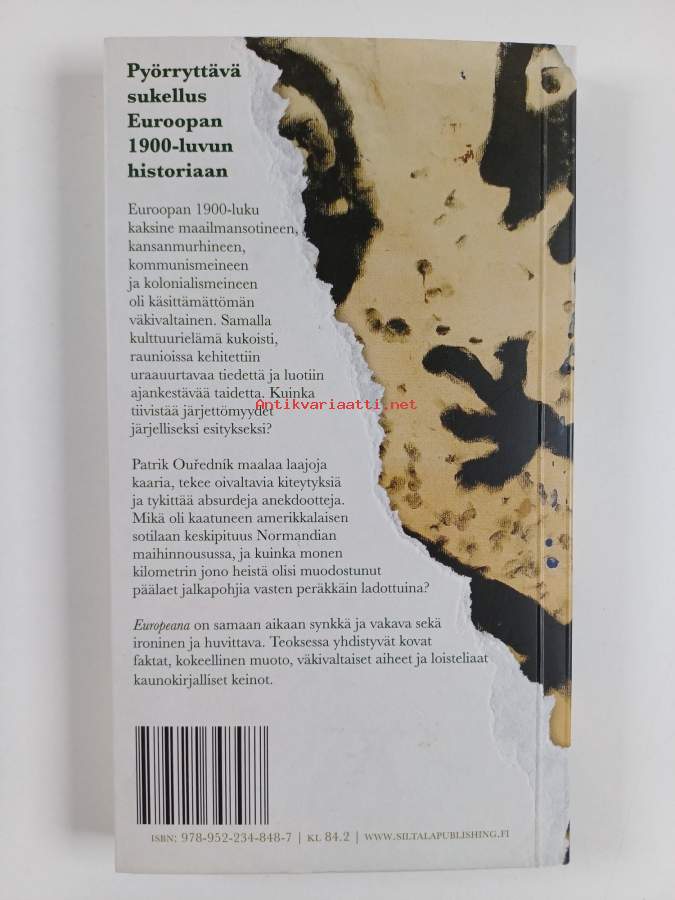 Pyörryttävä
sukellus
Euroopan
1900-luvun
historiaan
Euroopan 1900-luku
kaksine maailmansotineen,
kansanmurhineen,
kommunismeineen
ja kolonialismeineen
oli käsittämättömän
väkivaltainen. Samalla
kulttuurielämä kukoisti,
raunioissa kehitettiin
uraauurtavaa tiedettä ja luotiin
ajankestävää taidetta. Kuinka
Antikvariaatti.net
tiivistää järjettömyydet
järjelliseksi esitykseksi?
Patrik Ouředník maalaa laajoja
kaaria, tekee oivaltavia kiteytyksiä
ja tykittää absurdeja anekdootteja.
Mikä oli kaatuneen amerikkalaisen
sotilaan keskipituus Normandian
maihinnousussa, ja kuinka monen
kilometrin jono heistä olisi muodostunut
päälaet jalkapohjia vasten peräkkäin ladottuina?
Europeana on samaan aikaan synkkä ja vakava sekä
ironinen ja huvittava. Teoksessa yhdistyvät kovat
faktat, kokeellinen muoto, väkivaltaiset aiheet ja loisteliaat
kaunokirjalliset keinot.
ISBN: 978-952-234-848-7 | KL 84.2 | WWW.SILTALAPUBLISHING.FI